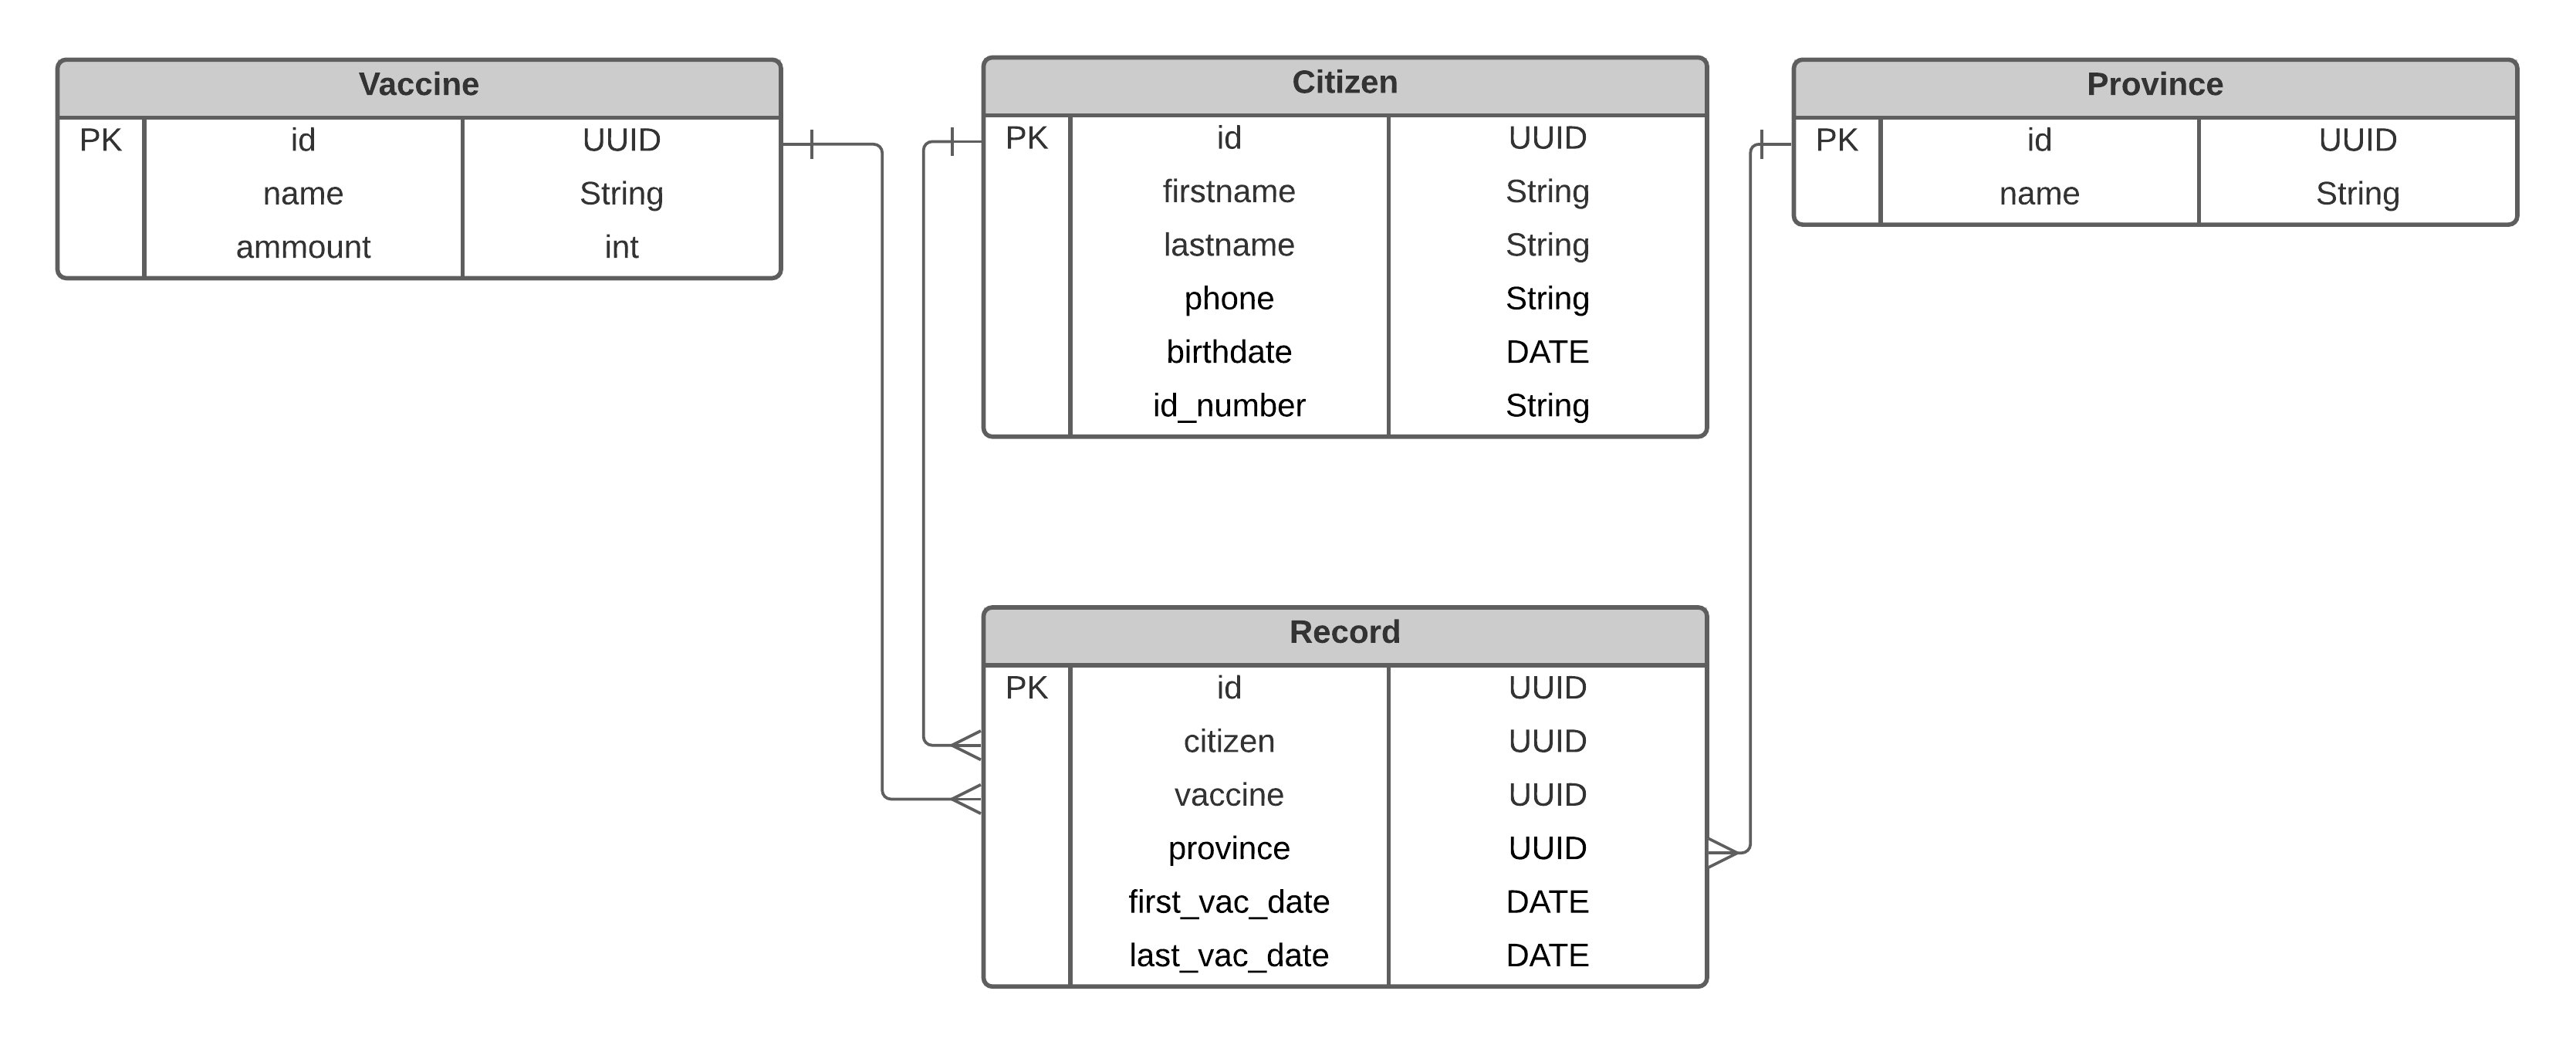 Vaccine
PK id UUID
name String
ammount int
Citizen
PK id UUID
firstname String
lastname String
phone String
birthdate DATE
id_number String
Province
PK id UUID
name String
Record
PK id UUID
citizen UUID
vaccine UUID
province UUID
first_vac_date DATE
last_vac_date DATE